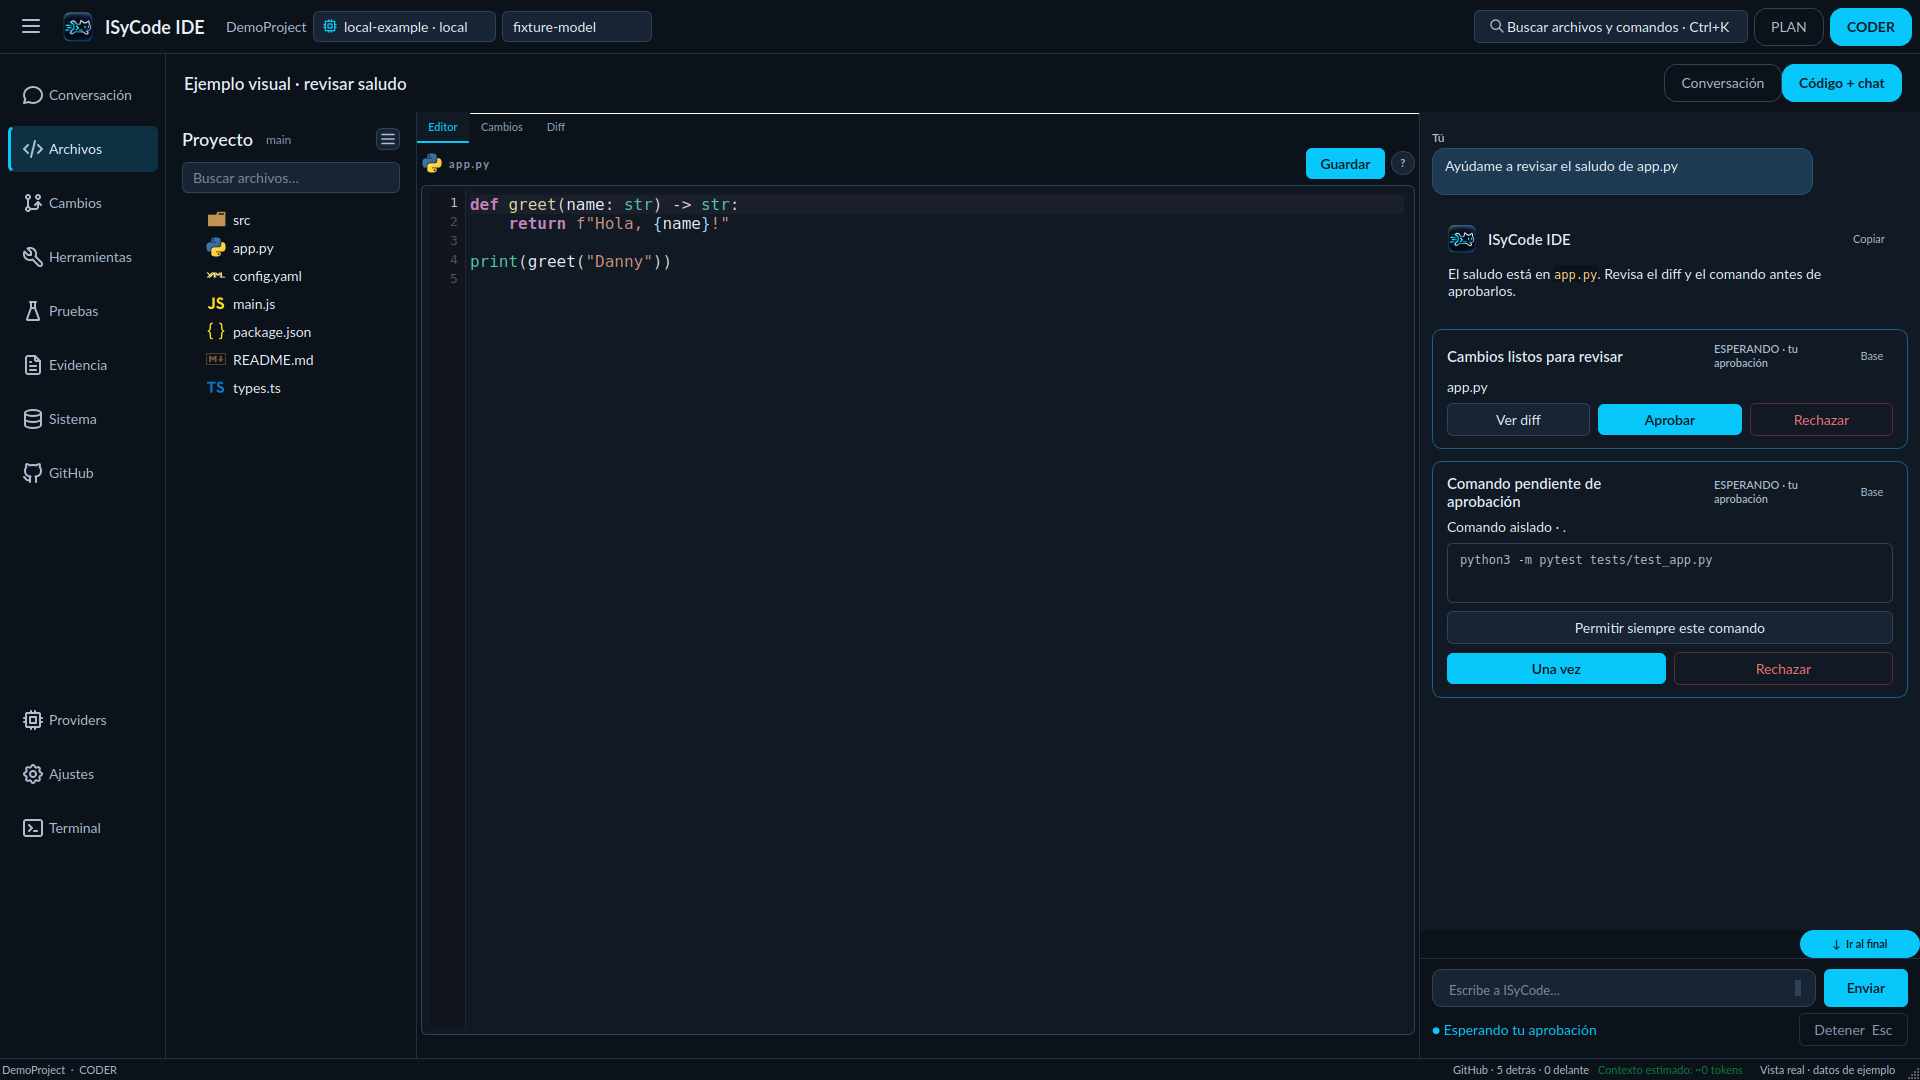 ISyCode IDE
DemoProject
local-example · local
fixture-model
Buscar archivos y comandos · Ctrl+K
PLAN
CODER
Conversación
Archivos
Cambios
Herramientas
Pruebas
Evidencia
Sistema
GitHub
Providers
Ajustes
Terminal
Ejemplo visual · revisar saludo
Conversación
Código + chat
Proyecto main
Buscar archivos...
src
app.py
YML config.yaml
JS main.js
{ } package.json
M↓ README.md
TS types.ts
Editor
Cambios
Diff
app.py
Guardar
?
1 def greet(name: str) -> str:
2     return f"Hola, {name}!"
3
4 print(greet("Danny"))
5
Tú
Ayúdame a revisar el saludo de app.py
ISyCode IDE
Copiar
El saludo está en app.py. Revisa el diff y el comando antes de
aprobarlos.
Cambios listos para revisar
ESPERANDO · tu
aprobación
Base
app.py
Ver diff
Aprobar
Rechazar
Comando pendiente de
aprobación
ESPERANDO · tu
aprobación
Base
Comando aislado · .
python3 -m pytest tests/test_app.py
Permitir siempre este comando
Una vez
Rechazar
↓ Ir al final
Escribe a ISyCode...
Enviar
● Esperando tu aprobación
Detener Esc
DemoProject · CODER
GitHub · 5 detrás · 0 delante
Contexto estimado: ~0 tokens
Vista real · datos de ejemplo